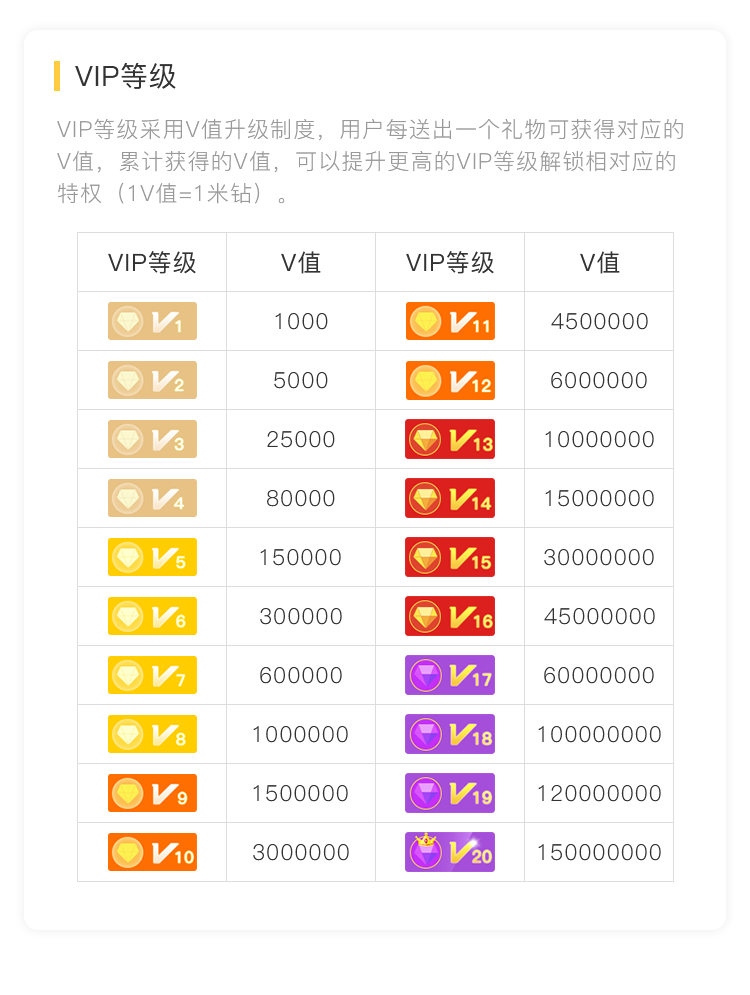 VIP等级
VIP等级采用V值升级制度，用户每送出一个礼物可获得对应的
V值，累计获得的V值，可以提升更高的VIP等级解锁相对应的
特权（1V值=1米钻）。
VIP等级 V值 VIP等级 V值
V1 1000 V11 4500000
V2 5000 V12 6000000
V3 25000 V13 10000000
V4 80000 V14 15000000
V5 150000 V15 30000000
V6 300000 V16 45000000
V7 600000 V17 60000000
V8 1000000 V18 100000000
V9 1500000 V19 120000000
V10 3000000 V20 150000000